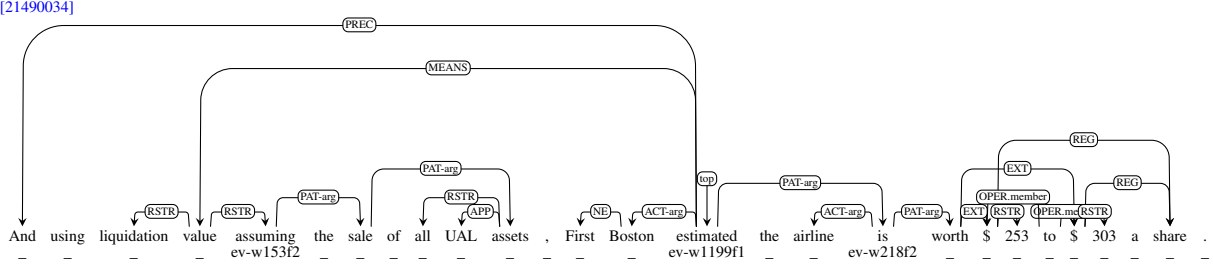 [21490034]
PREC
MEANS
REG
PAT-arg EXT
top PAT-arg REG
PAT-arg RSTR OPER.member
RSTR RSTR APP NE ACT-arg ACT-arg PAT-arg EXT RSTR OPER.me RSTR
And using liquidation value assuming the sale of all UAL assets , First Boston estimated the airline is worth $ 253 to $ 303 a share .
_ _ _ _ ev-w153f2 _ _ _ _ _ _ _ _ _ ev-w1199f1 _ _ ev-w218f2 _ _ _ _ _ _ _ _ _